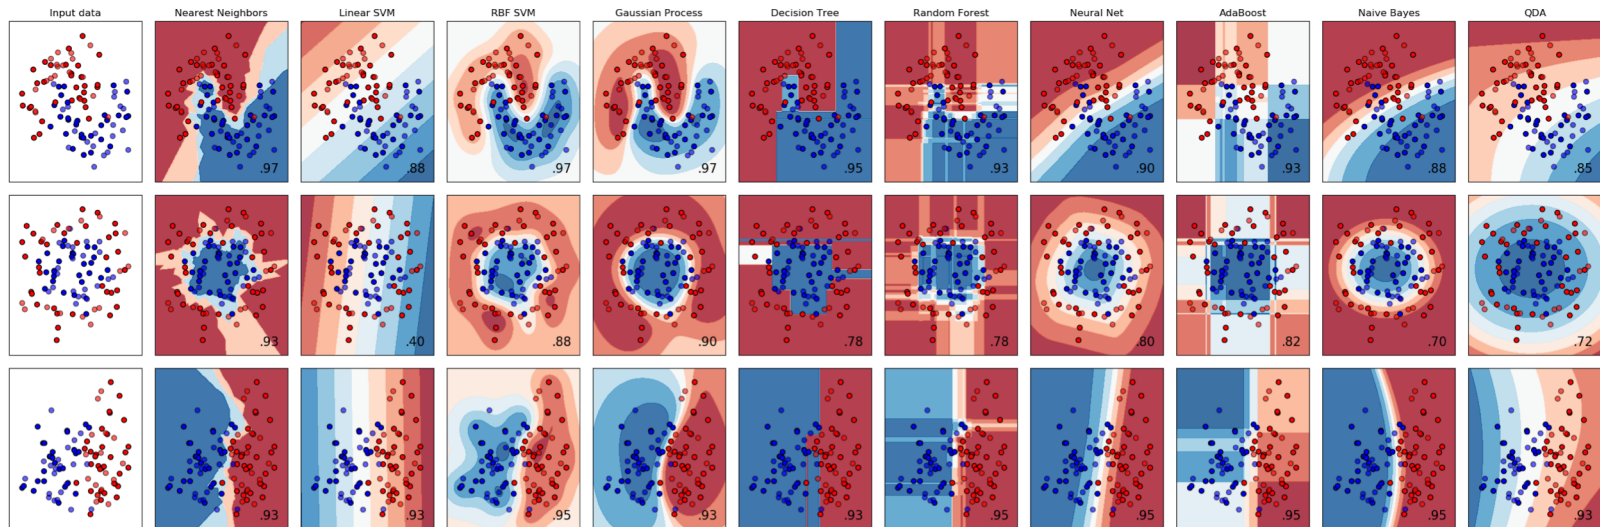 Input data
Nearest Neighbors
Linear SVM
RBF SVM
Gaussian Process
Decision Tree
Random Forest
Neural Net
AdaBoost
Naive Bayes
QDA
.97
.88
.97
.97
.95
.93
.90
.93
.88
.85
.93
.40
.88
.90
.78
.78
.80
.82
.70
.72
.93
.93
.95
.93
.93
.95
.95
.95
.95
.93